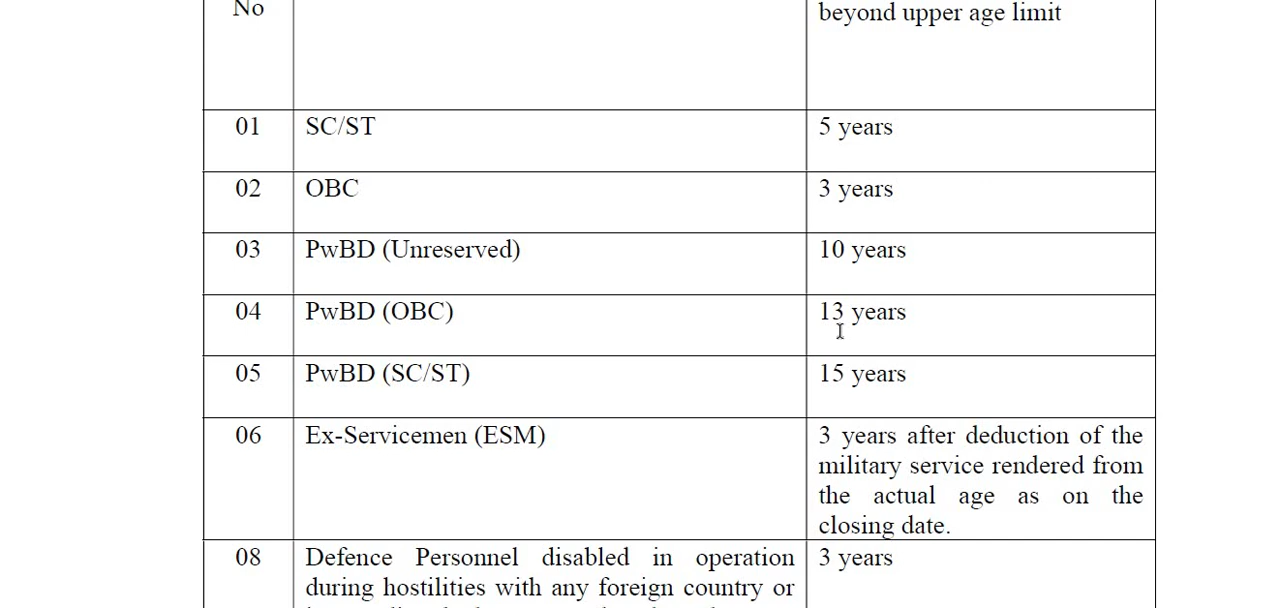 No
beyond upper age limit
01 SC/ST 5 years
02 OBC 3 years
03 PwBD (Unreserved) 10 years
04 PwBD (OBC) 13 years
05 PwBD (SC/ST) 15 years
06 Ex-Servicemen (ESM) 3 years after deduction of the
military service rendered from
the actual age as on the
closing date.
08 Defence Personnel disabled in operation 3 years
during hostilities with any foreign country or